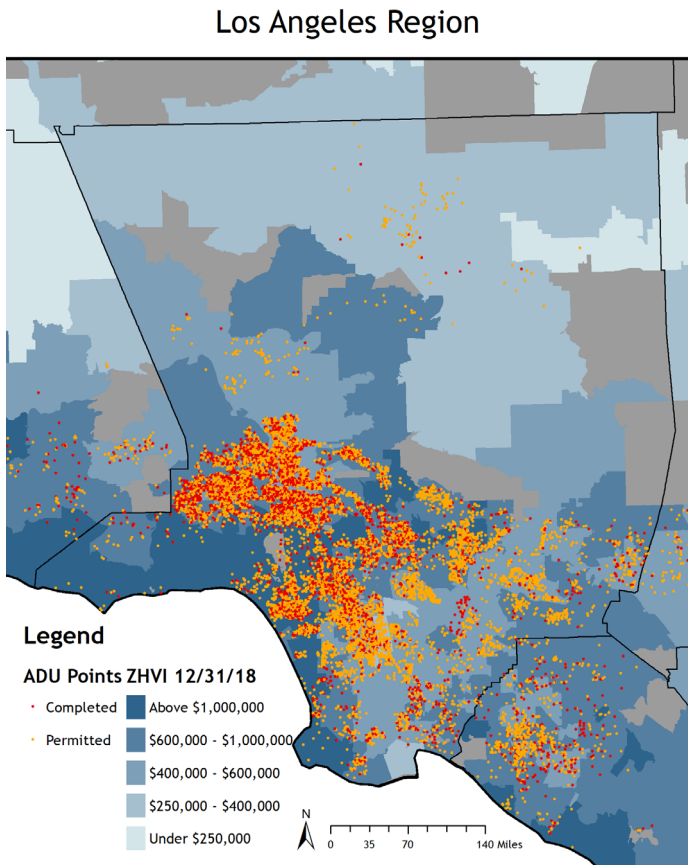 Los Angeles Region
Legend
ADU Points ZHVI 12/31/18
Completed Above $1,000,000
Permitted $600,000 - $1,000,000
$400,000 - $600,000
$250,000 - $400,000
Under $250,000
N
0 35 70 140 Miles